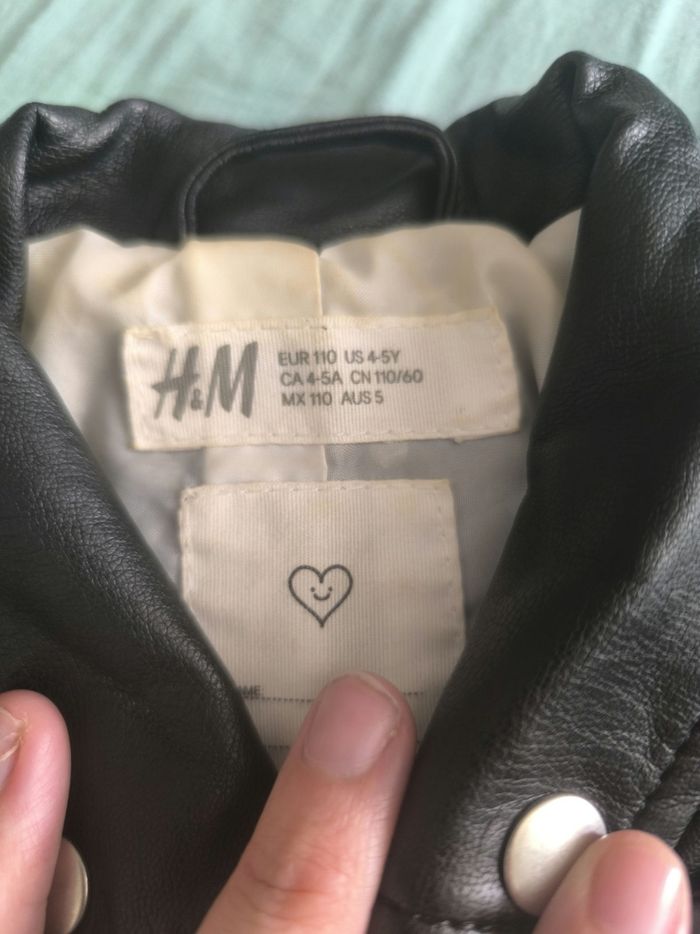 H&M
EUR 110 US 4-5Y
CA 4-5A CN 110/60
MX 110 AUS 5